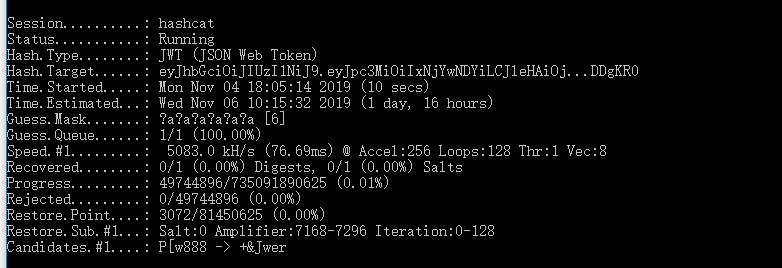 Session..........: hashcat
Status...........: Running
Hash.Type........: JWT (JSON Web Token)
Hash.Target......: eyJhbGciOiJIUzI1NiJ9.eyJpc3MiOiIxNjYwNDYiLCJleHAiOj...DDgKR0
Time.Started.....: Mon Nov 04 18:05:14 2019 (10 secs)
Time.Estimated...: Wed Nov 06 10:15:32 2019 (1 day, 16 hours)
Guess.Mask.......: ?a?a?a?a?a?a [6]
Guess.Queue......: 1/1 (100.00%)
Speed.#1.........:  5083.0 kH/s (76.69ms) @ Accel:256 Loops:128 Thr:1 Vec:8
Recovered........: 0/1 (0.00%) Digests, 0/1 (0.00%) Salts
Progress.........: 49744896/735091890625 (0.01%)
Rejected.........: 0/49744896 (0.00%)
Restore.Point....: 3072/81450625 (0.00%)
Restore.Sub.#1...: Salt:0 Amplifier:7168-7296 Iteration:0-128
Candidates.#1....: P[w888 -> +&Jwer